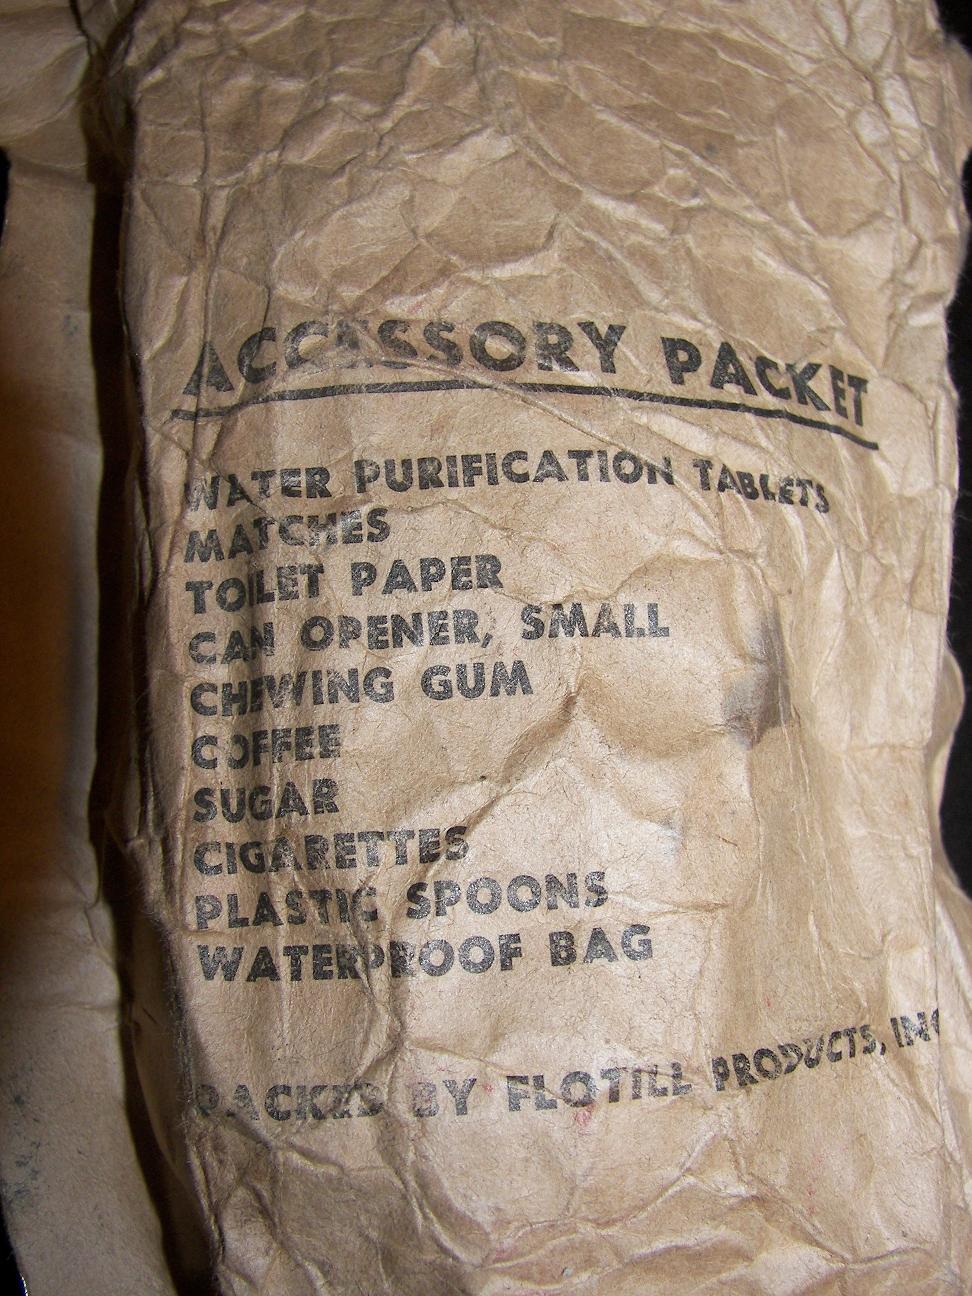 ACCESSORY PACKET
WATER PURIFICATION TABLETS
MATCHES
TOILET PAPER
CAN OPENER, SMALL
CHEWING GUM
COFFEE
SUGAR
CIGARETTES
PLASTIC SPOONS
WATERPROOF BAG
PACKED BY FLOTILL PRODUCTS, INC